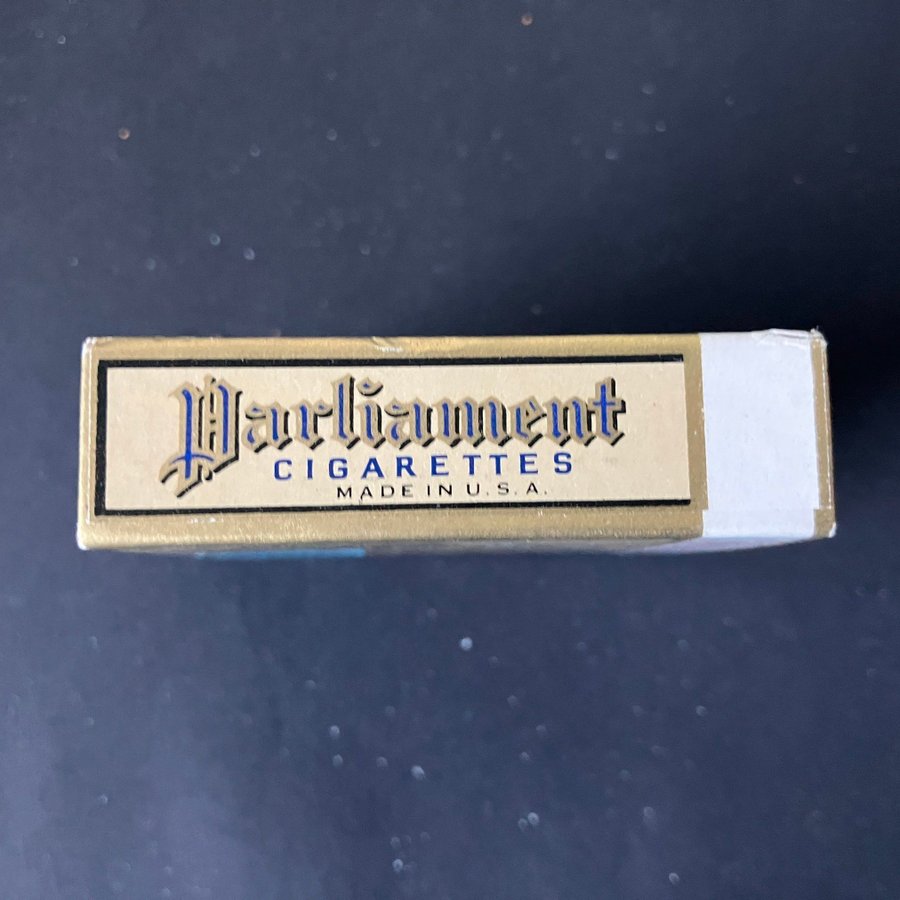 Parliament
CIGARETTES
MADE IN U.S.A.